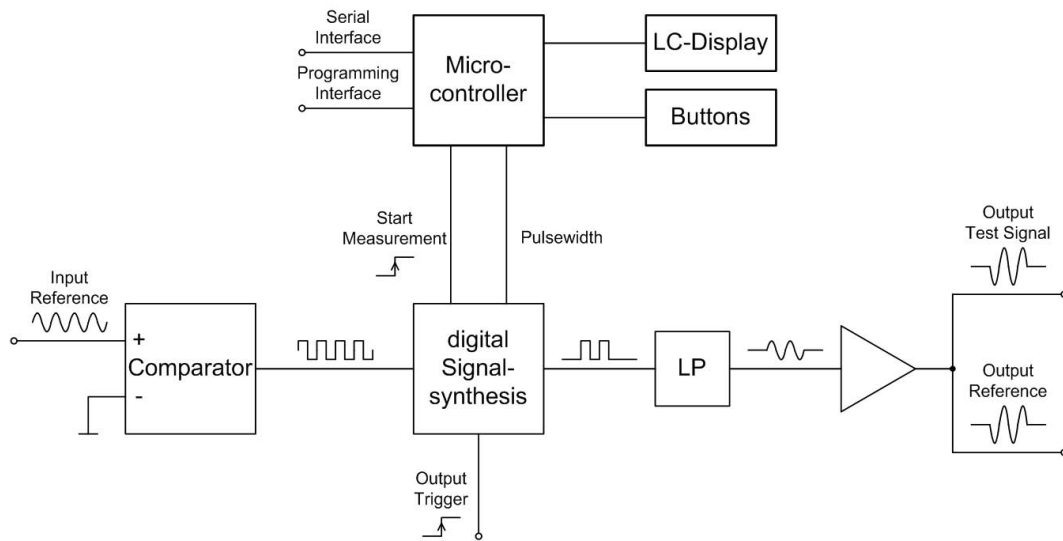 Serial
Interface
Programming
Interface
Micro-
controller
LC-Display
Buttons
Start
Measurement
Pulsewidth
Input
Reference
+
Comparator
-
digital
Signal-
synthesis
LP
Output
Test Signal
Output
Reference
Output
Trigger